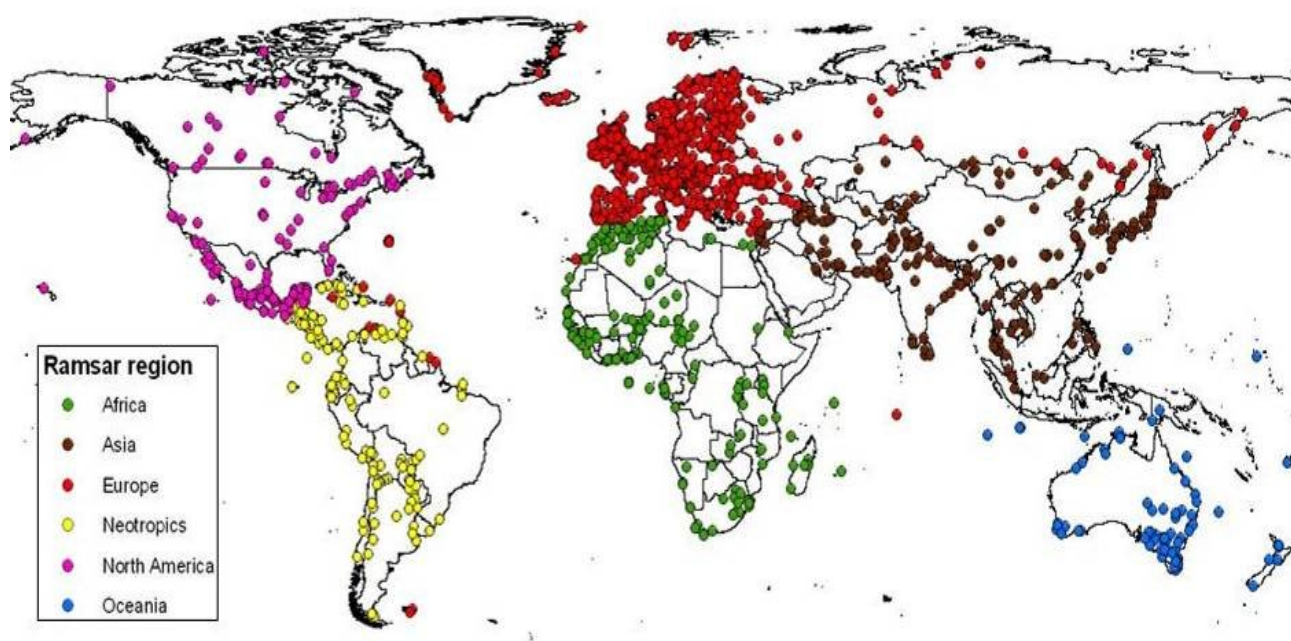 Ramsar region
Africa
Asia
Europe
Neotropics
North America
Oceania